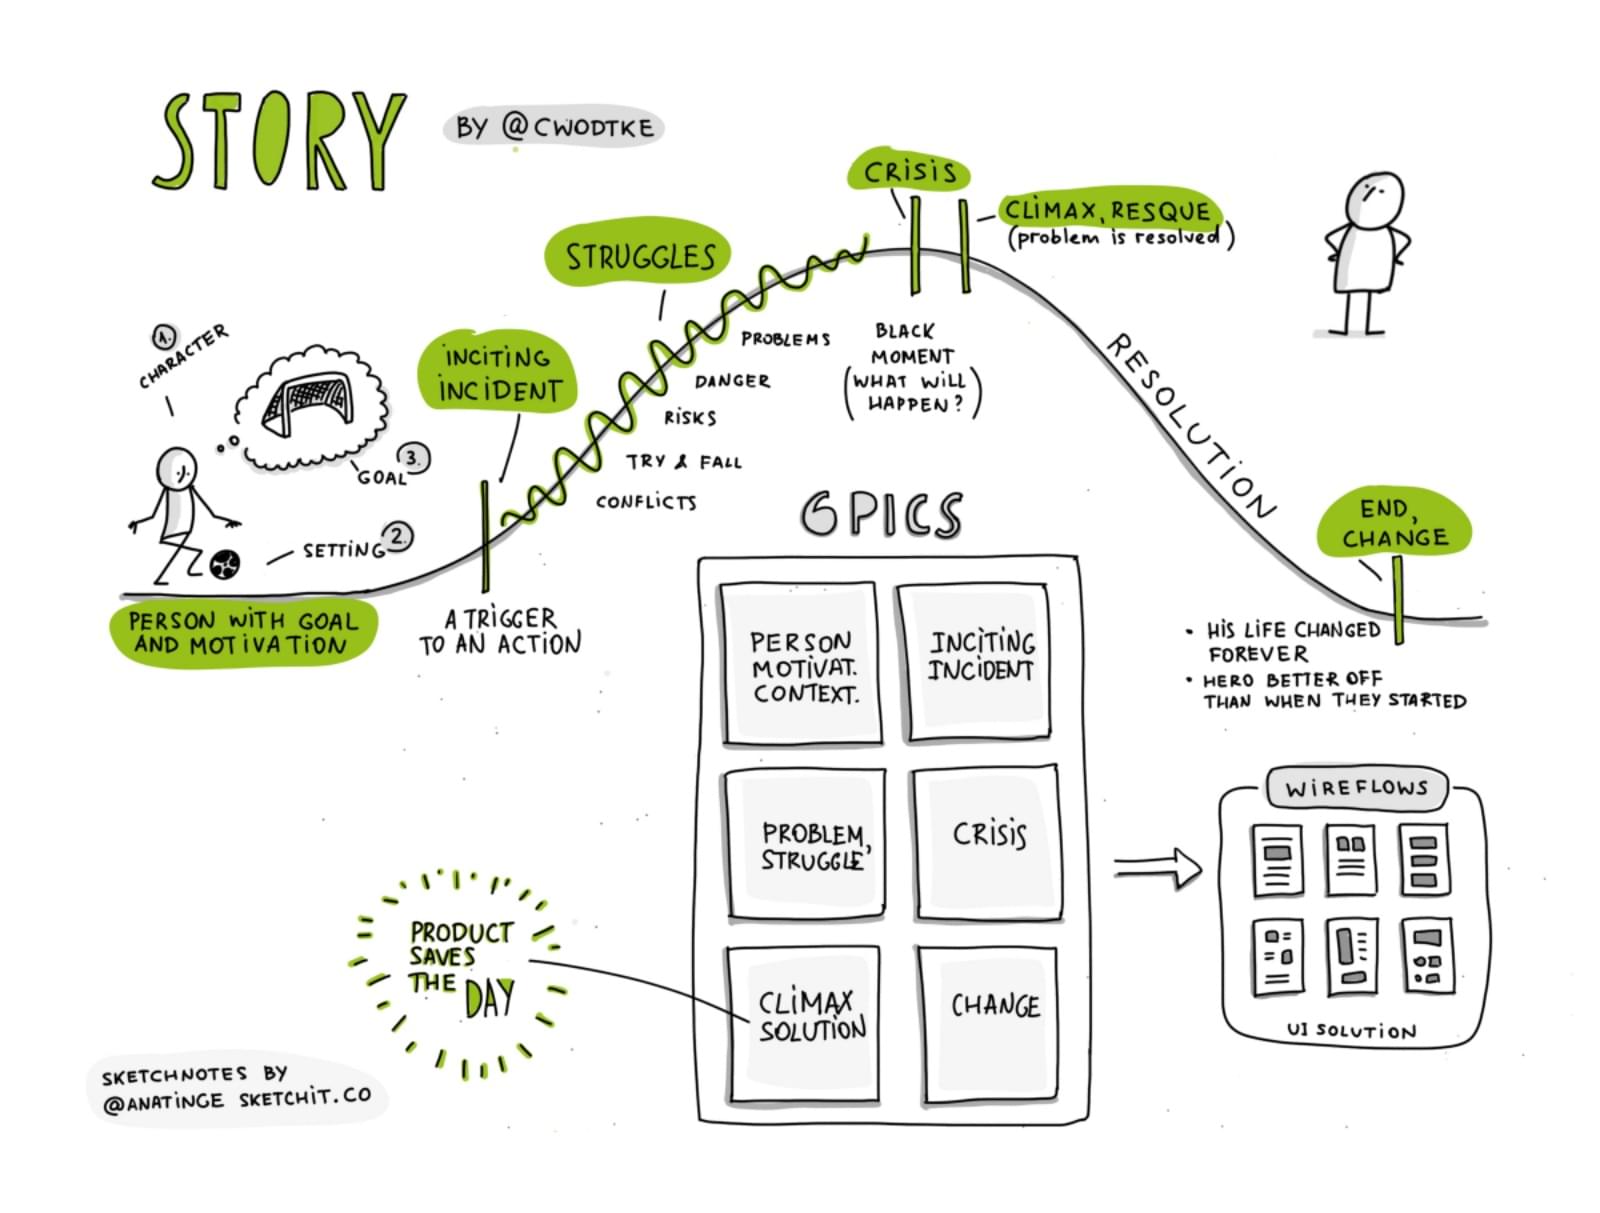 STORY
BY @CWODTKE
CRISIS
CLIMAX, RESQUE
(problem is resolved)
STRUGGLES
INCITING
INCIDENT
1.
CHARACTER
GOAL 3.
SETTING 2.
PERSON WITH GOAL
AND MOTIVATION
A TRIGGER
TO AN ACTION
PROBLEMS
DANGER
RISKS
TRY & FALL
CONFLICTS
BLACK
MOMENT
(WHAT WILL
HAPPEN?)
RESOLUTION
END,
CHANGE
• HIS LIFE CHANGED
FOREVER
• HERO BETTER OFF
THAN WHEN THEY STARTED
6 PICS
PERSON
MOTIVAT.
CONTEXT.
INCITING
INCIDENT
PROBLEM,
STRUGGLE
CRISIS
CLIMAX
SOLUTION
CHANGE
PRODUCT
SAVES
THE DAY
WIREFLOWS
UI SOLUTION
SKETCHNOTES BY
@ANATINGE SKETCHIT.CO